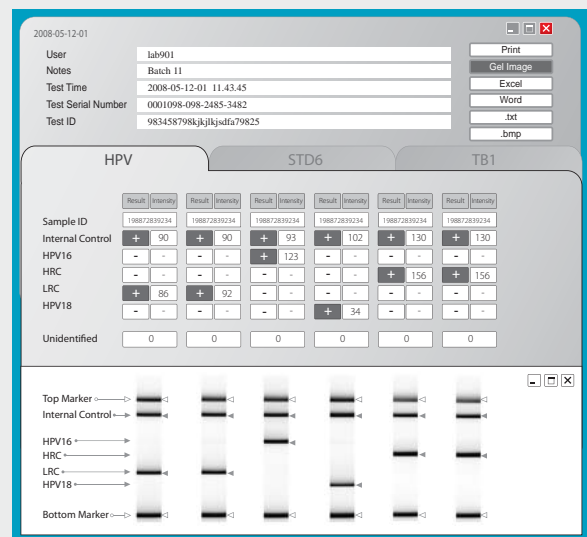 2008-05-12-01
User lab901
Notes Batch 11
Test Time 2008-05-12-01 11.43.45
Test Serial Number 0001098-098-2485-3482
Test ID 983458798kjkjlkjsdfa79825
Print
Gel Image
Excel
Word
.txt
.bmp
HPV STD6 TB1
Result Intensity Result Intensity Result Intensity Result Intensity Result Intensity Result Intensity
Sample ID 198872839234 198872839234 198872839234 198872839234 198872839234 198872839234
Internal Control + 90 + 90 + 93 + 102 + 130 + 130
HPV16 - - - - + 123 - - - - - -
HRC - - - - - - - - + 156 + 156
LRC + 86 + 92 - - - - - - - -
HPV18 - - - - - - + 34 - - - -
Unidentified 0 0 0 0 0 0
Top Marker
Internal Control
HPV16
HRC
LRC
HPV18
Bottom Marker